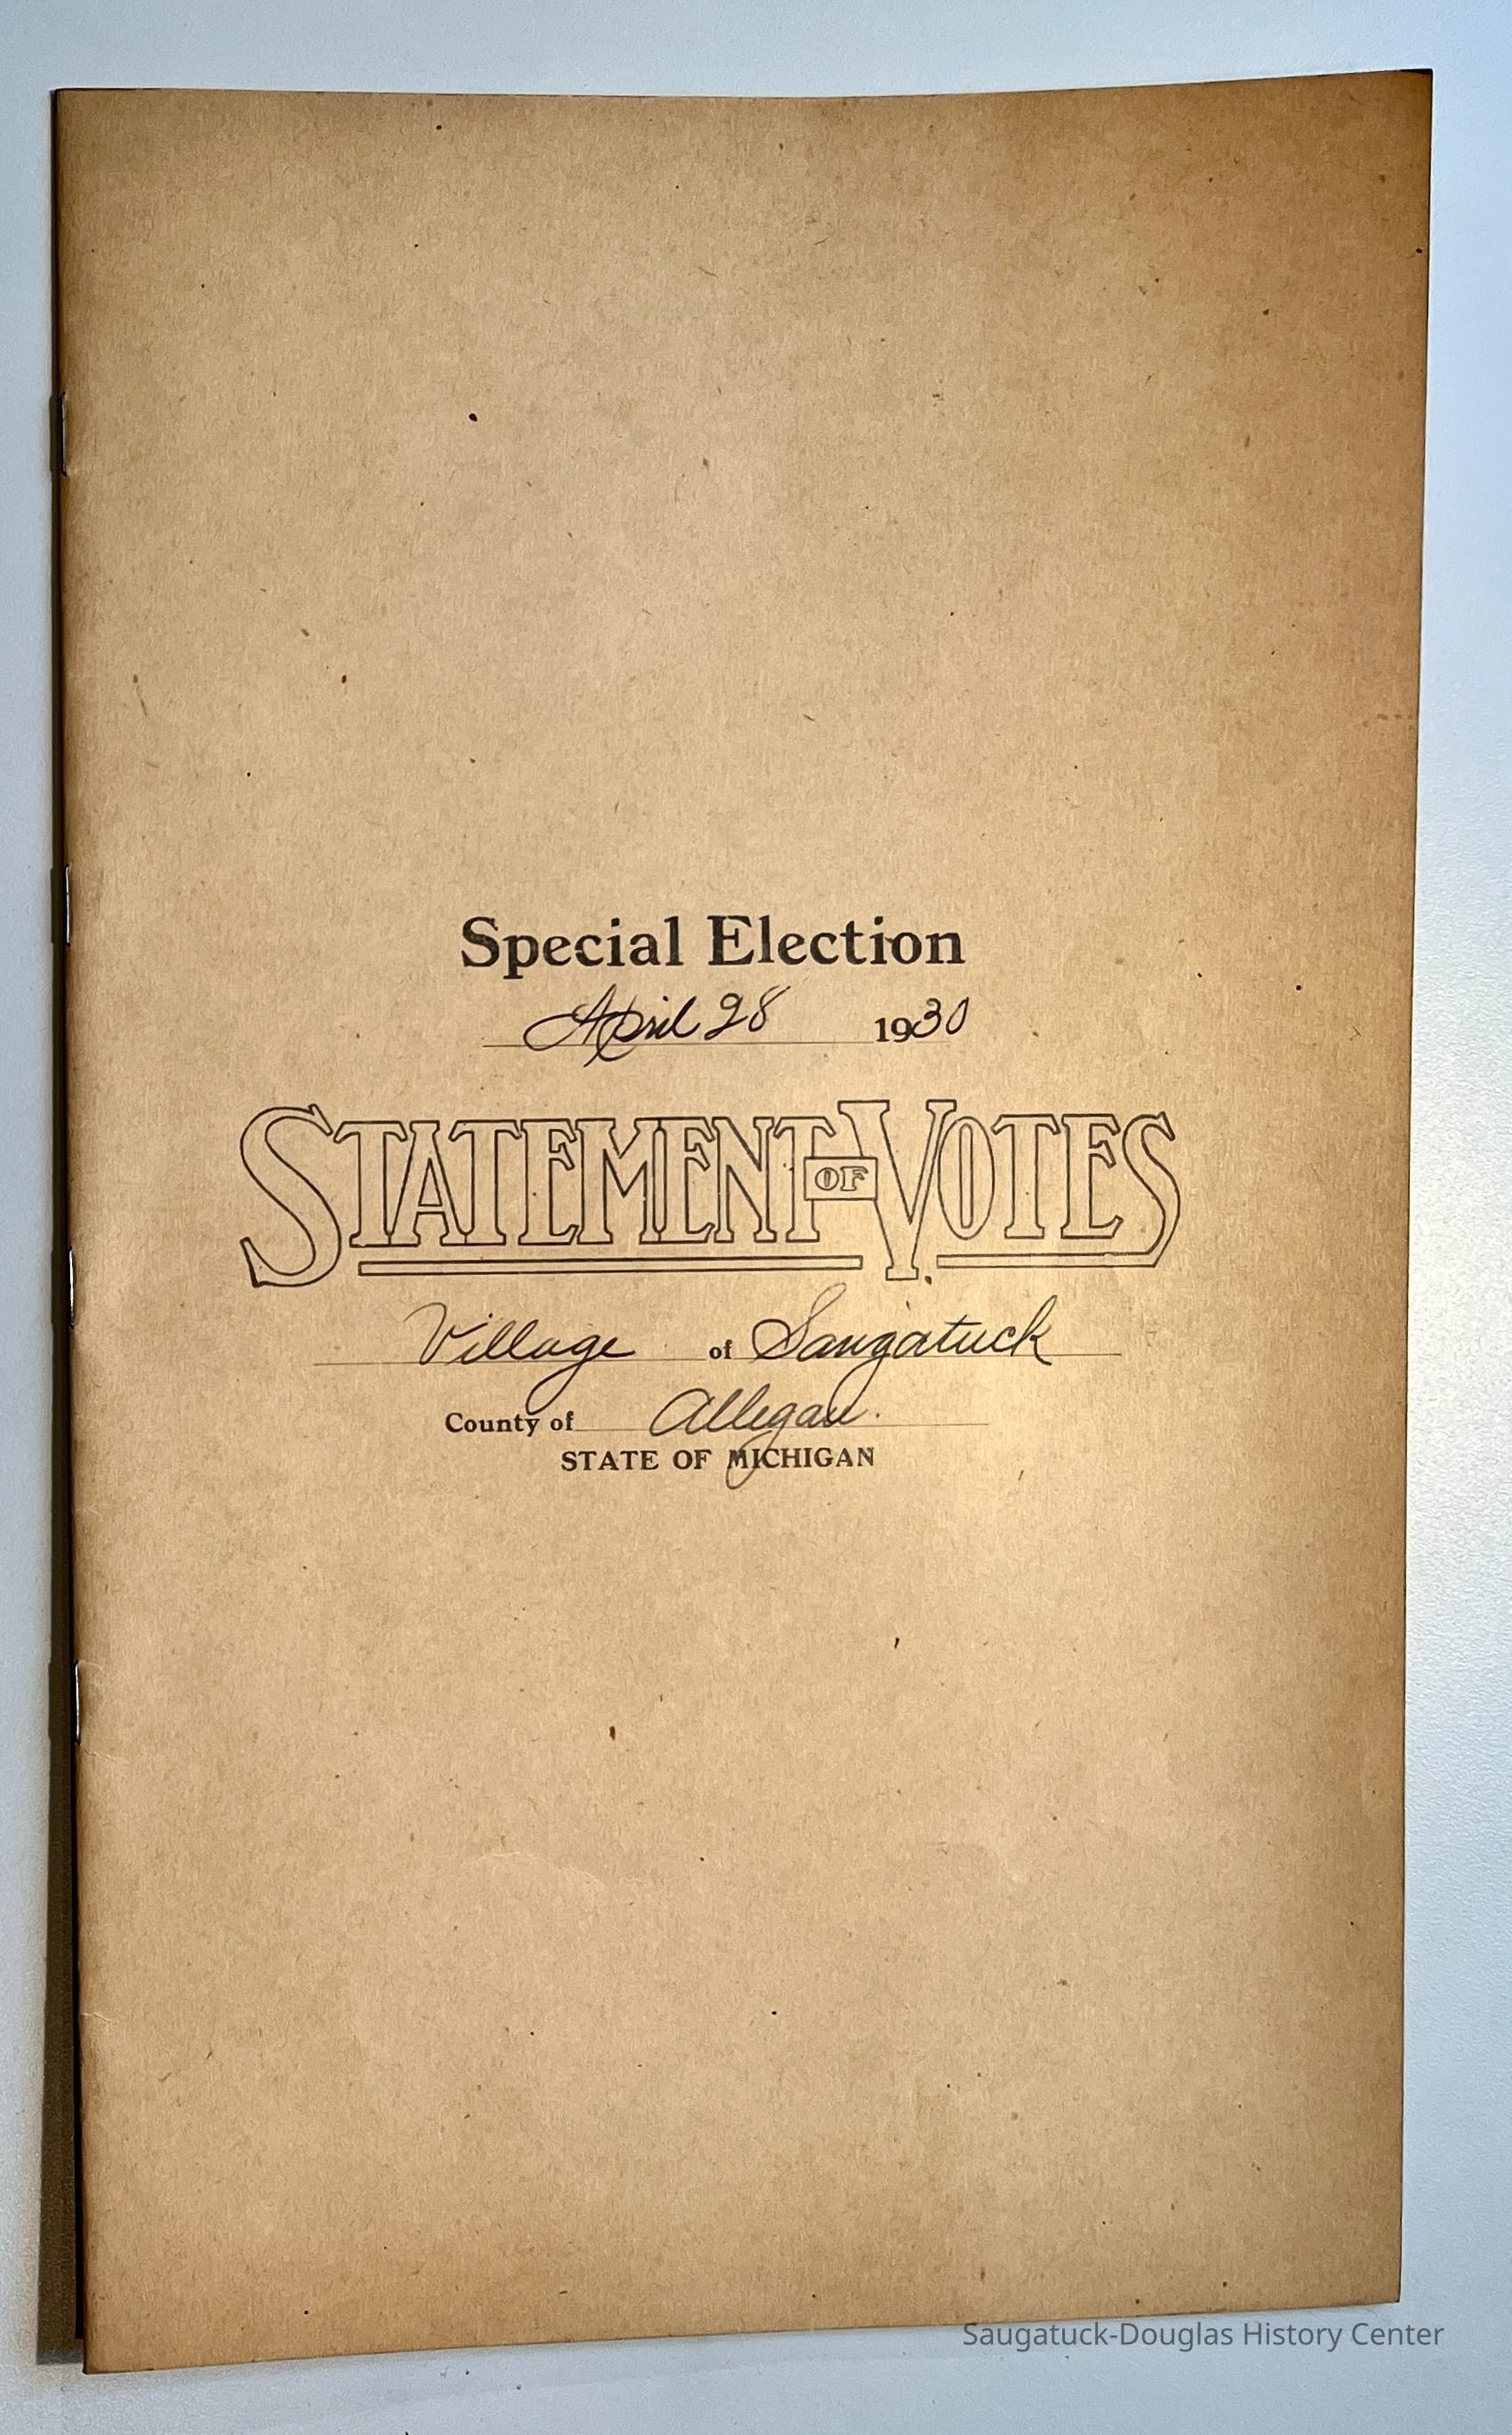 Special Election
April 28 1930
STATEMENT OF VOTES
Village of Saugatuck
County of Allegan.
STATE OF MICHIGAN
Saugatuck-Douglas History Center